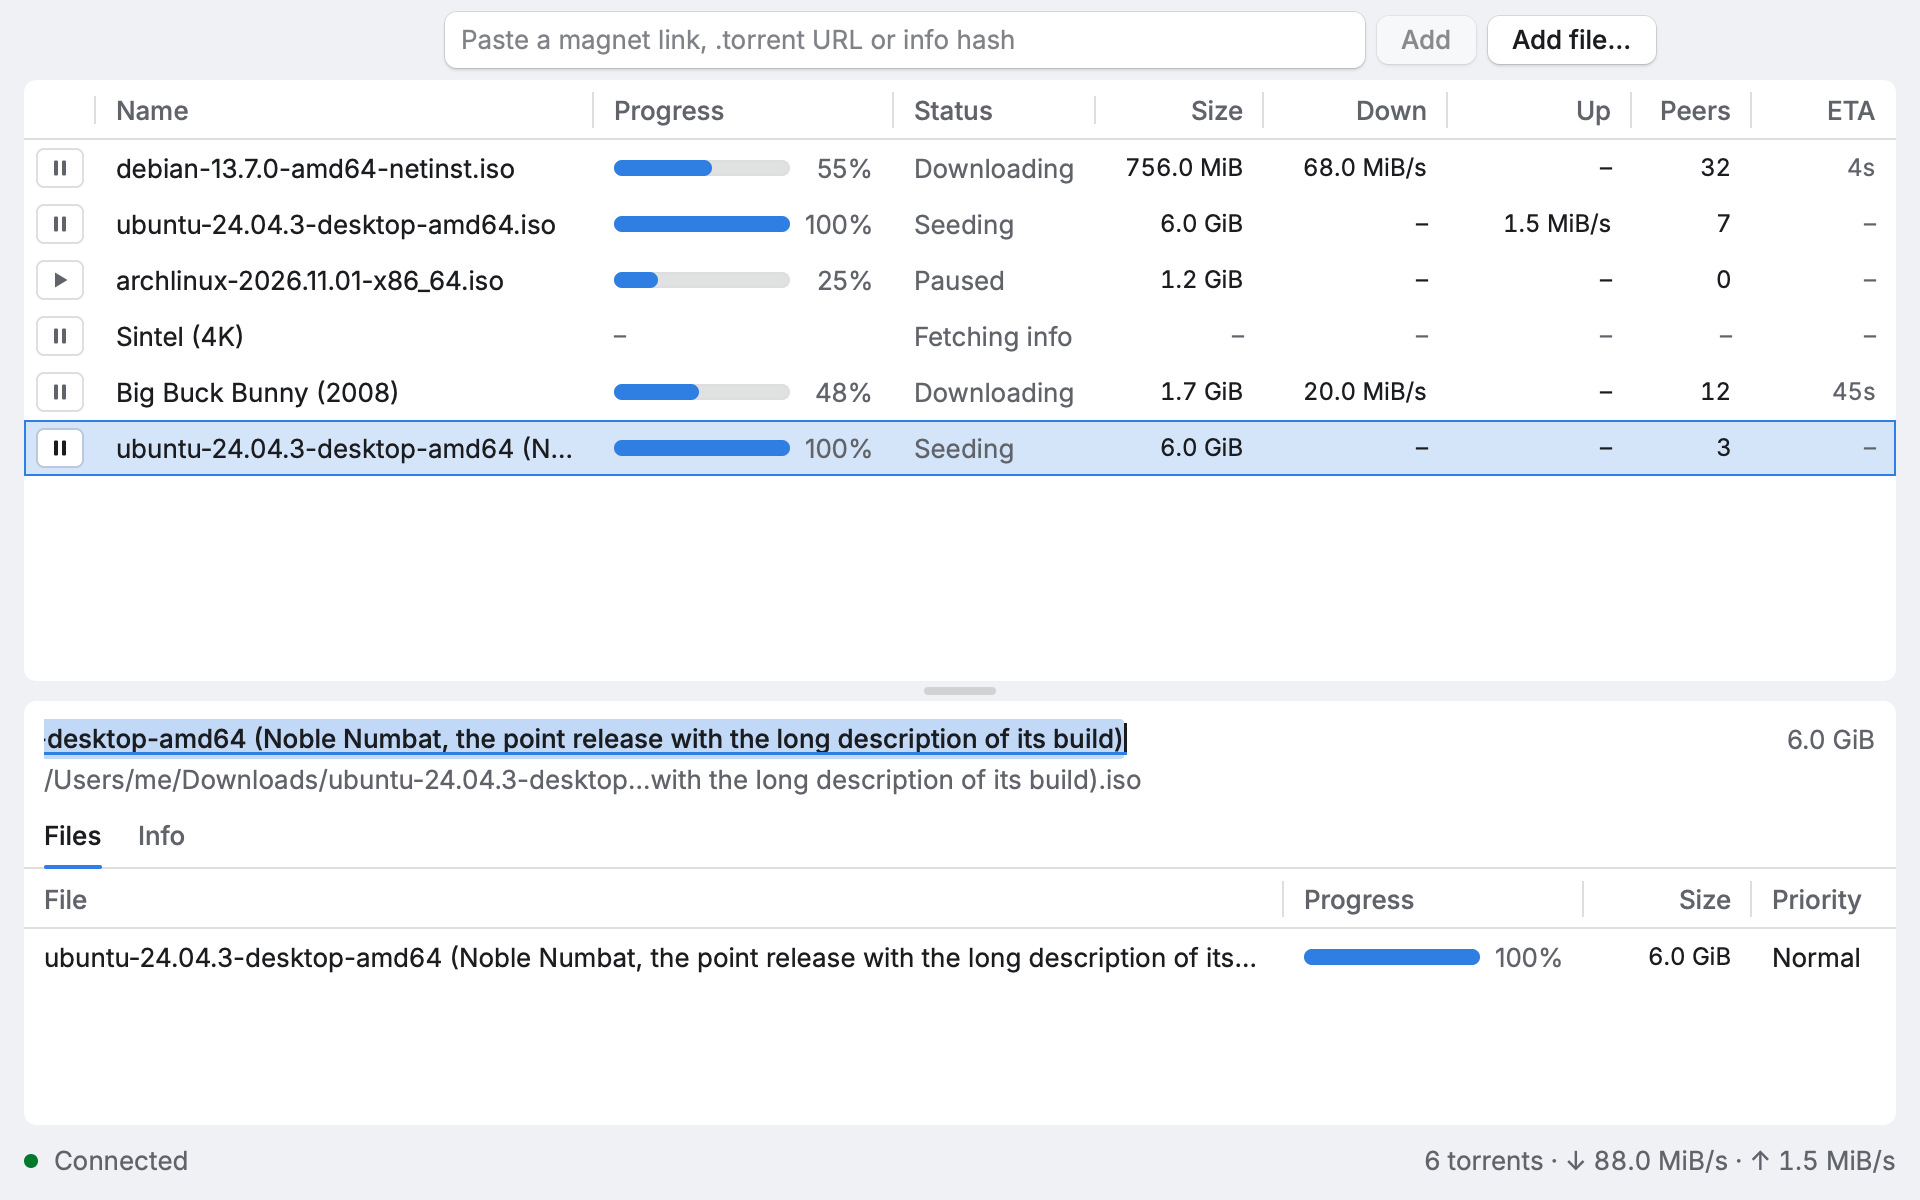 Paste a magnet link, .torrent URL or info hash Add Add file...
Name Progress Status Size Down Up Peers ETA
debian-13.7.0-amd64-netinst.iso 55% Downloading 756.0 MiB 68.0 MiB/s – 32 4s
ubuntu-24.04.3-desktop-amd64.iso 100% Seeding 6.0 GiB – 1.5 MiB/s 7 –
archlinux-2026.11.01-x86_64.iso 25% Paused 1.2 GiB – – 0 –
Sintel (4K) – Fetching info – – – – –
Big Buck Bunny (2008) 48% Downloading 1.7 GiB 20.0 MiB/s – 12 45s
ubuntu-24.04.3-desktop-amd64 (N... 100% Seeding 6.0 GiB – – 3 –
-desktop-amd64 (Noble Numbat, the point release with the long description of its build) 6.0 GiB
/Users/me/Downloads/ubuntu-24.04.3-desktop...with the long description of its build).iso
Files Info
File Progress Size Priority
ubuntu-24.04.3-desktop-amd64 (Noble Numbat, the point release with the long description of its... 100% 6.0 GiB Normal
Connected 6 torrents · ↓ 88.0 MiB/s · ↑ 1.5 MiB/s